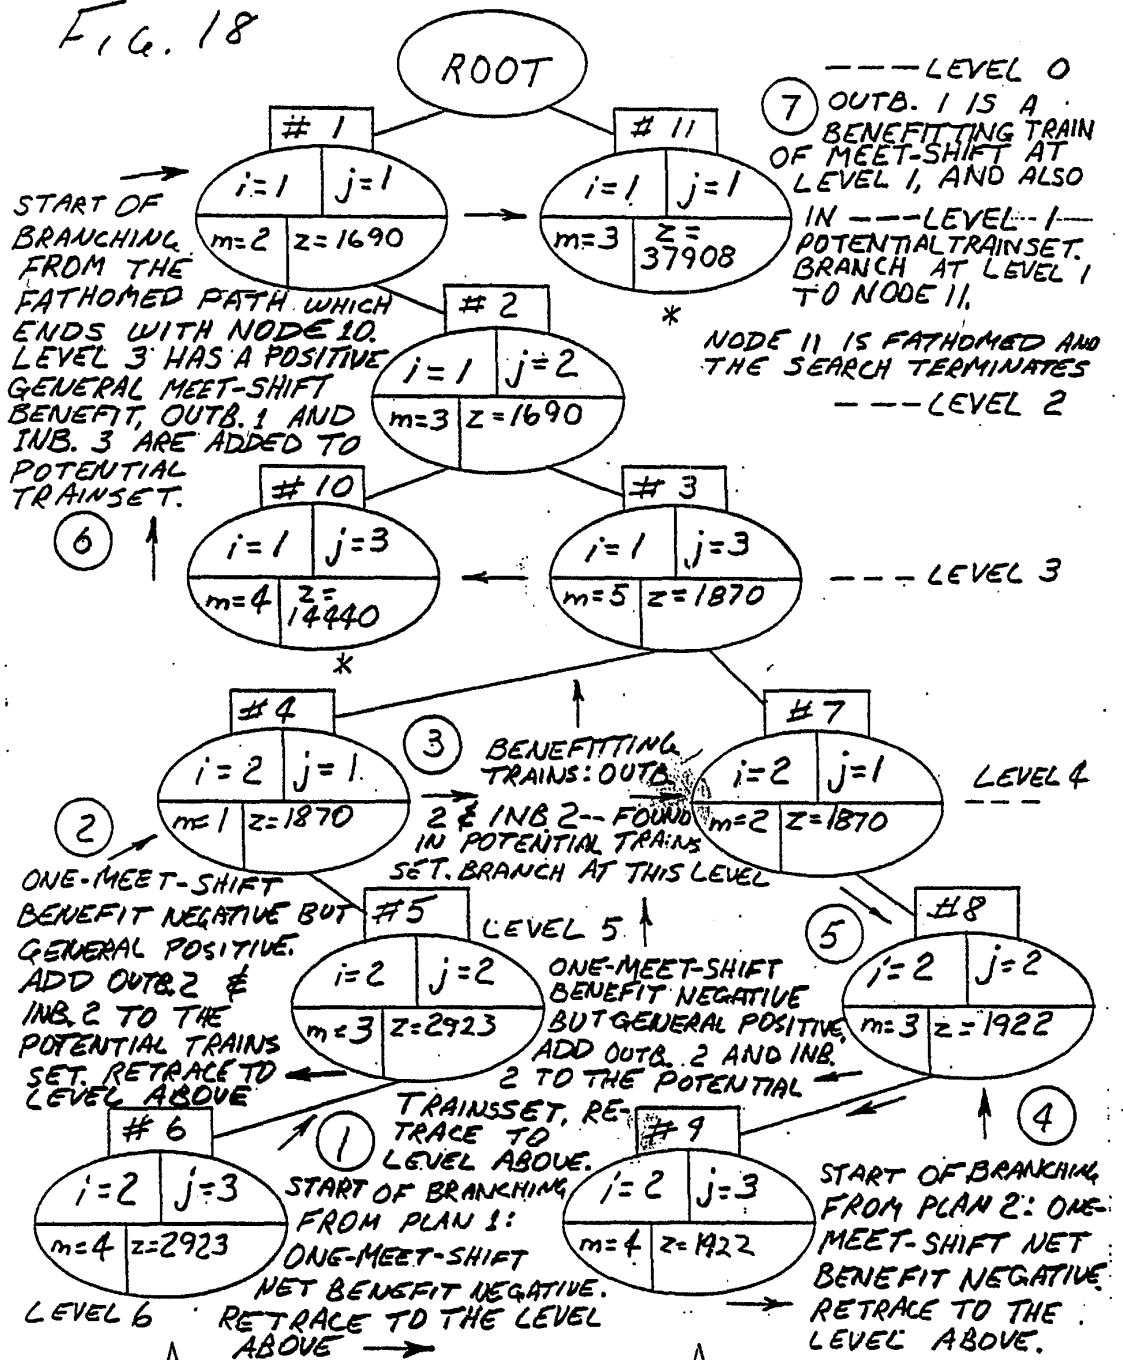 FIG. 18
ROOT
--- LEVEL 0
# 1
i=1
j=1
m=2
z=1690
# 11
i=1
j=1
m=3
z=
37908
*
7
OUTB. 1 IS A
BENEFITTING TRAIN
OF MEET-SHIFT AT
LEVEL 1, AND ALSO
IN ---LEVEL--1--
POTENTIAL TRAINSET.
BRANCH AT LEVEL 1
TO NODE 11.
NODE 11 IS FATHOMED AND
THE SEARCH TERMINATES
---LEVEL 2
START OF
BRANCHING
FROM THE
FATHOMED PATH WHICH
ENDS WITH NODE 10.
LEVEL 3 HAS A POSITIVE
GENERAL MEET-SHIFT
BENEFIT, OUTB. 1 AND
INB. 3 ARE ADDED TO
POTENTIAL
TRAINSET.
6
# 2
i=1
j=2
m=3
z=1690
# 10
i=1
j=3
m=4
z=
14440
*
# 3
i=1
j=3
m=5
z=1870
--- LEVEL 3
# 4
i=2
j=1
m=1
z=1870
3
BENEFITTING
TRAINS: OUTB
2 & INB 2-- FOUND
IN POTENTIAL TRAINS
SET. BRANCH AT THIS LEVEL
# 7
i=2
j=1
m=2
z=1870
LEVEL 4
---
2
ONE-MEET-SHIFT
BENEFIT NEGATIVE BUT
GENERAL POSITIVE.
ADD OUTB.2 &
INB.2 TO THE
POTENTIAL TRAINS
SET. RETRACE TO
LEVEL ABOVE
#5
i=2
j=2
m=3
z=2923
LEVEL 5
ONE-MEET-SHIFT
BENEFIT NEGATIVE
BUT GENERAL POSITIVE,
ADD OUTB. 2 AND INB.
2 TO THE POTENTIAL
TRAINSSET, RE-
TRACE TO
LEVEL ABOVE.
5
#8
i=2
j=2
m=3
z=1922
# 6
i=2
j=3
m=4
z=2923
LEVEL 6
1
START OF BRANCHING
FROM PLAN 1:
ONE-MEET-SHIFT
NET BENEFIT NEGATIVE.
RETRACE TO THE LEVEL
ABOVE
# 9
i=2
j=3
m=4
z=1922
4
START OF BRANCHING
FROM PLAN 2: ONE-
MEET-SHIFT NET
BENEFIT NEGATIVE.
RETRACE TO THE
LEVEL ABOVE.